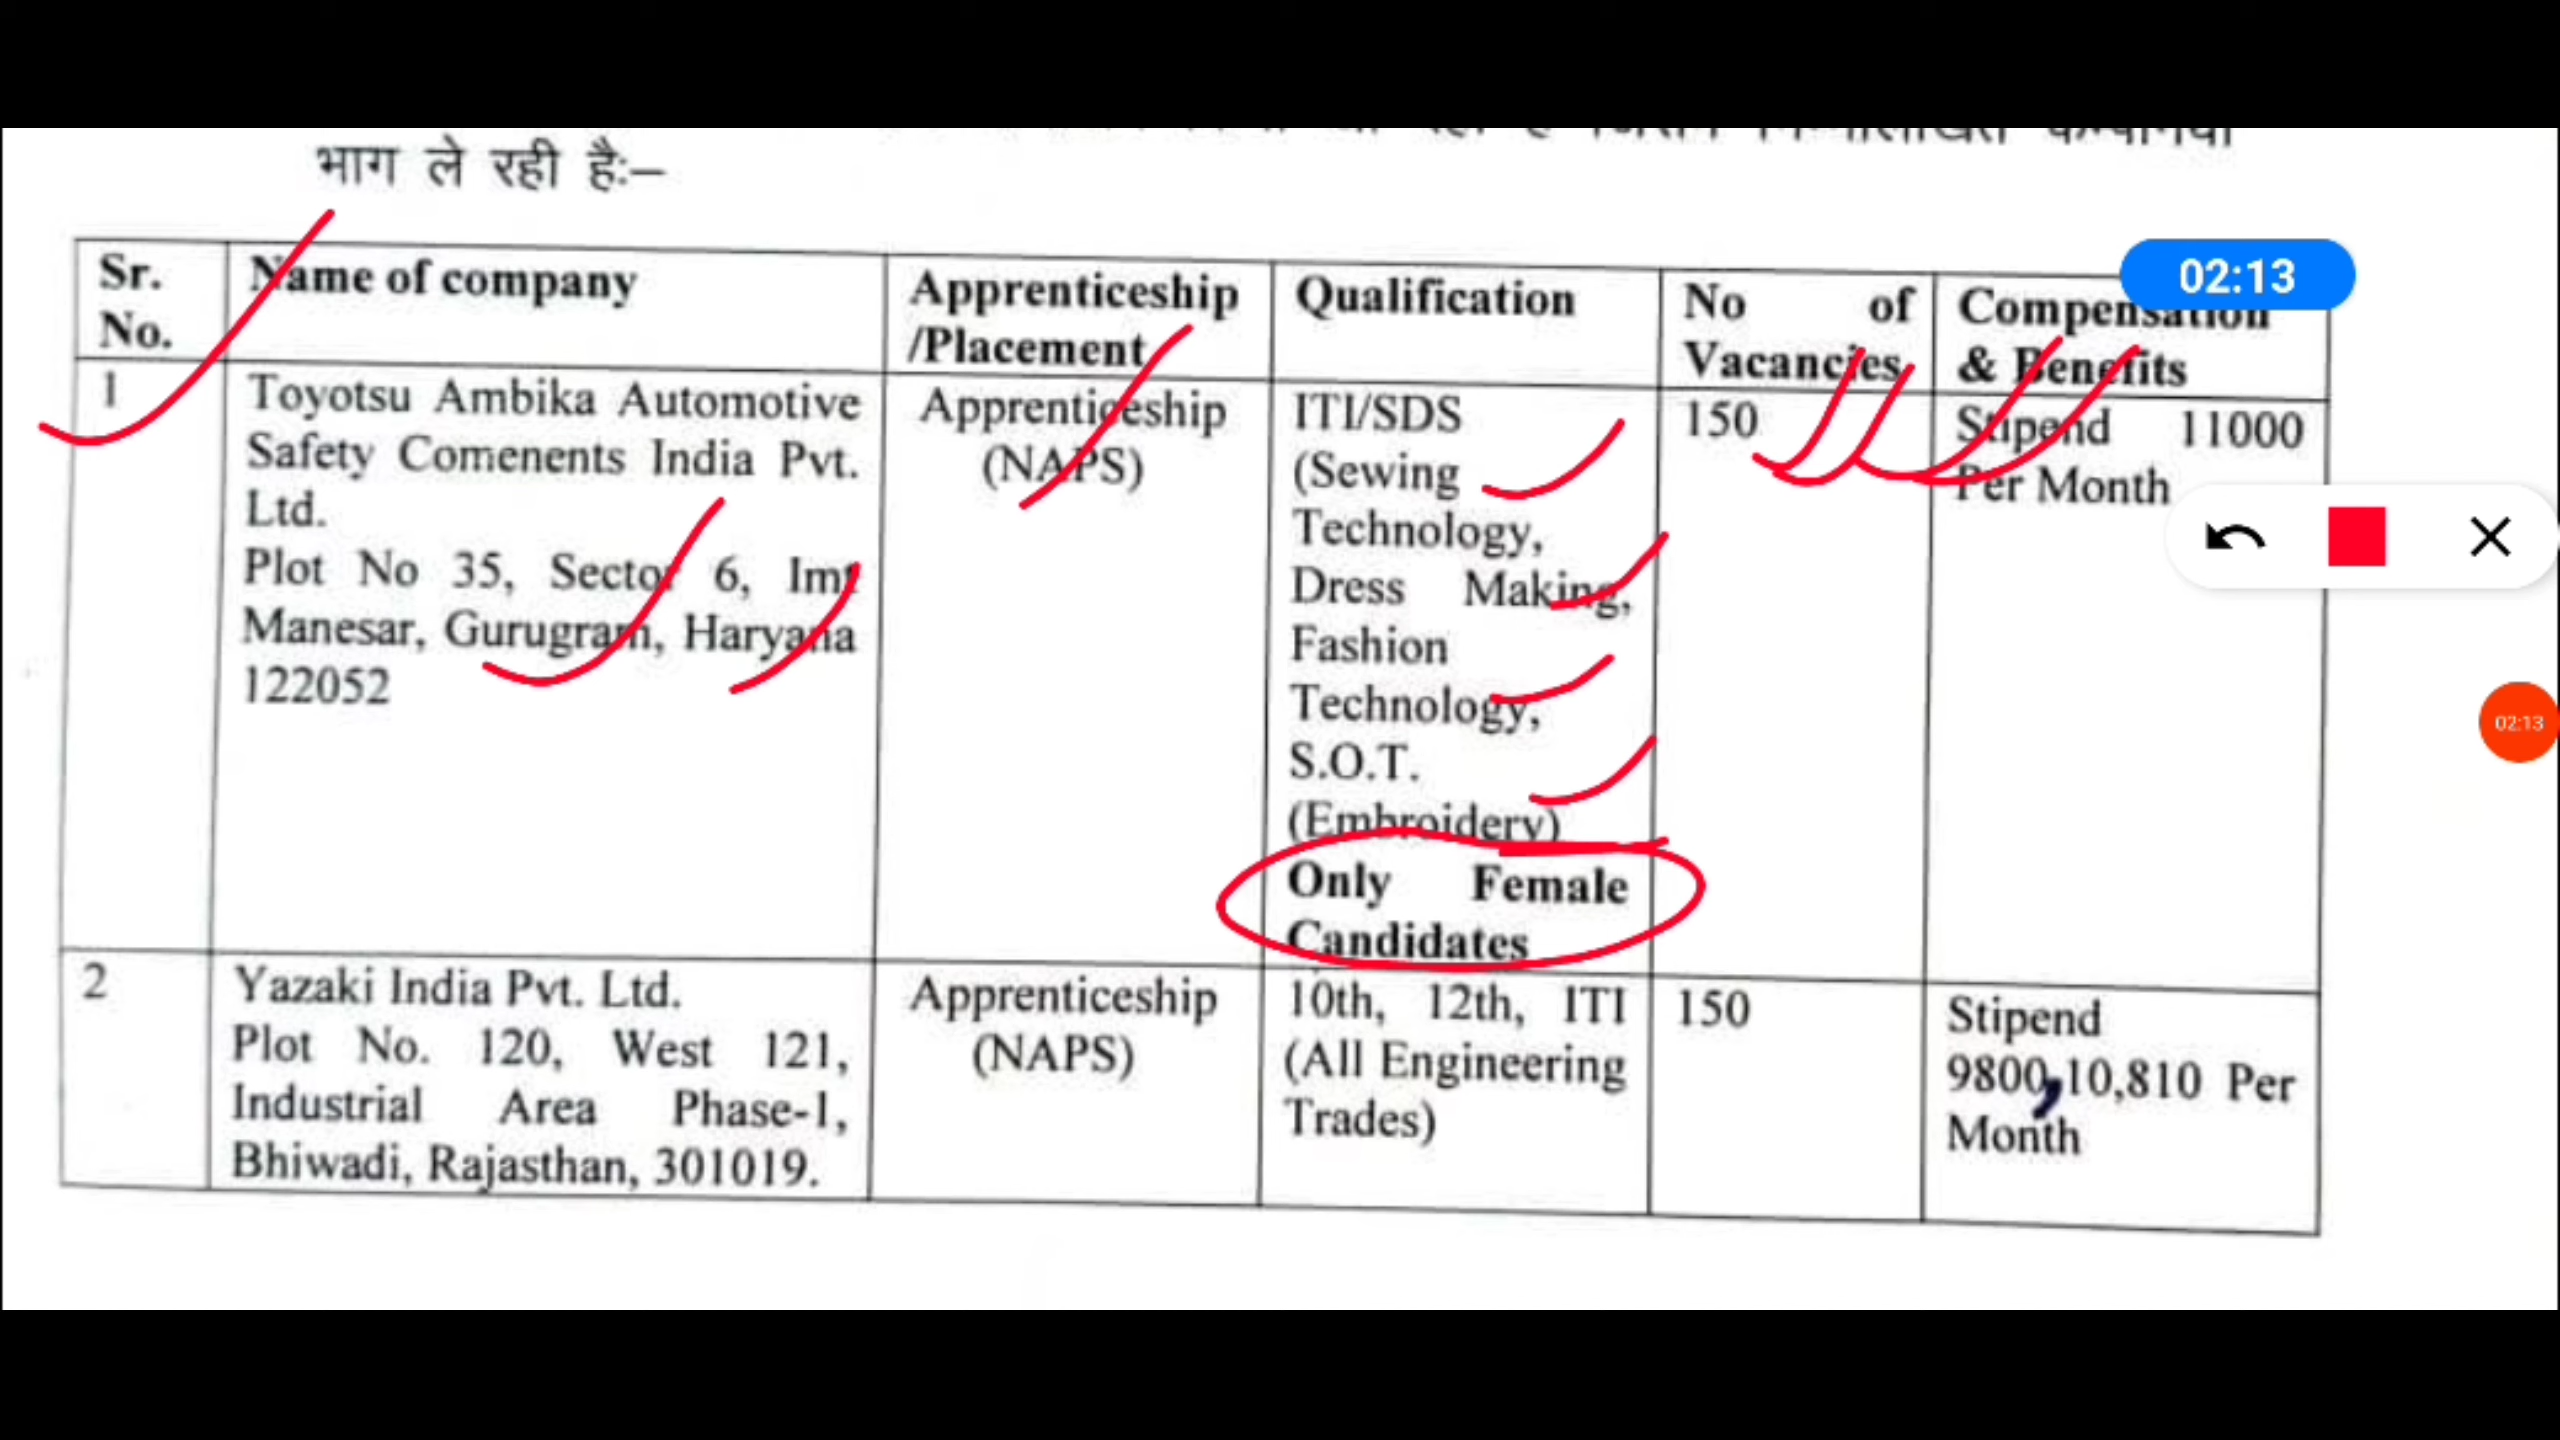 भाग ले रही है:–
02:13
Sr. No.
Name of company
Apprenticeship /Placement
Qualification
No of Vacancies
Compensation & Benefits
1
Toyotsu Ambika Automotive
Safety Comenents India Pvt.
Ltd.
Plot No 35, Sector 6, Imt
Manesar, Gurugram, Haryana
122052
Apprenticeship
(NAPS)
ITI/SDS
(Sewing
Technology,
Dress Making,
Fashion
Technology,
S.O.T.
(Embroidery)
Only Female
Candidates
150
Stipend 11000
Per Month
02:13
2
Yazaki India Pvt. Ltd.
Plot No. 120, West 121,
Industrial Area Phase-1,
Bhiwadi, Rajasthan, 301019.
Apprenticeship
(NAPS)
10th, 12th, ITI
(All Engineering
Trades)
150
Stipend
9800,10,810 Per
Month